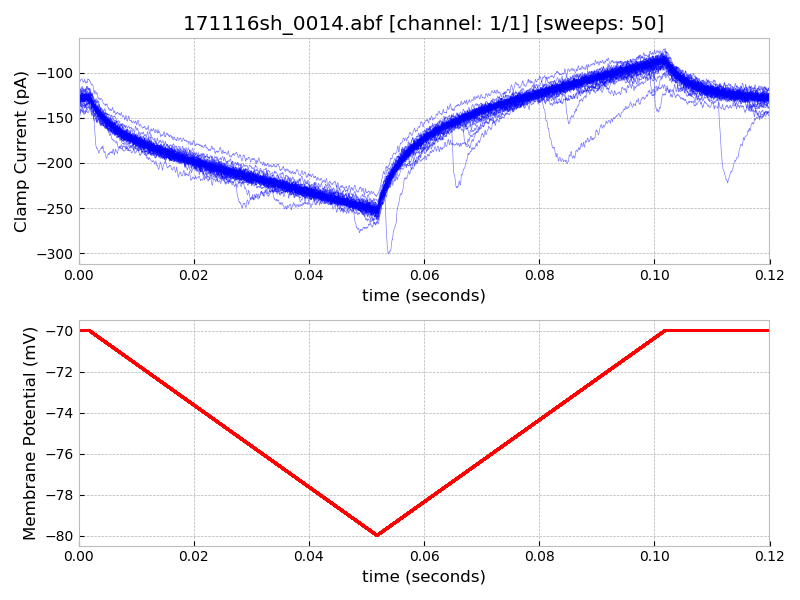 171116sh_0014.abf [channel: 1/1] [sweeps: 50]
Clamp Current (pA)
−100
−150
−200
−250
−300
0.00 0.02 0.04 0.06 0.08 0.10 0.12
time (seconds)
Membrane Potential (mV)
−70
−72
−74
−76
−78
−80
0.00 0.02 0.04 0.06 0.08 0.10 0.12
time (seconds)